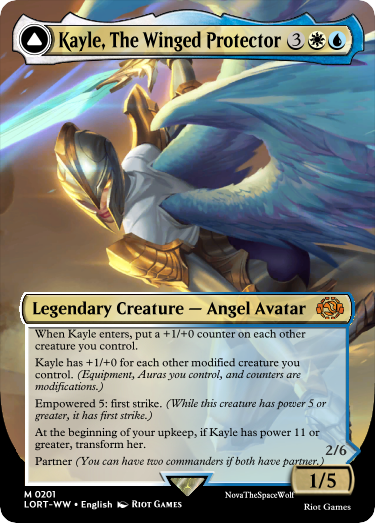 Kayle, The Winged Protector 3
Legendary Creature — Angel Avatar
When Kayle enters, put a +1/+0 counter on each other
creature you control.
Kayle has +1/+0 for each other modified creature you
control. (Equipment, Auras you control, and counters are
modifications.)
Empowered 5: first strike. (While this creature has power 5 or
greater, it has first strike.)
At the beginning of your upkeep, if Kayle has power 11 or
greater, transform her.
Partner (You can have two commanders if both have partner.)
2/6
1/5
M 0201
LORT-WW • English Riot Games
NovaTheSpaceWolf
Riot Games